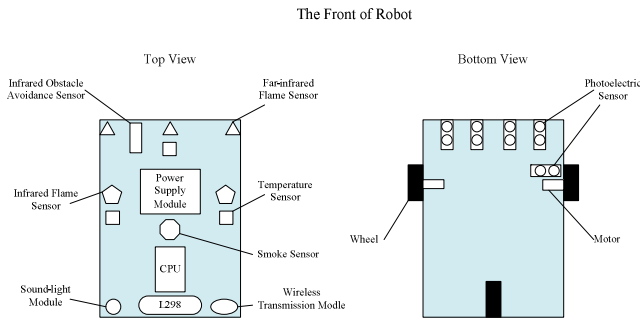 The Front of Robot
Top View
Bottom View
Infrared Obstacle
Avoidance Sensor
Far-infrared
Flame Sensor
Photoelectric
Sensor
Power
Supply
Module
Infrared Flame
Sensor
Temperature
Sensor
Smoke Sensor
CPU
Sound-light
Module
L298
Wireless
Transmission Modle
Wheel
Motor